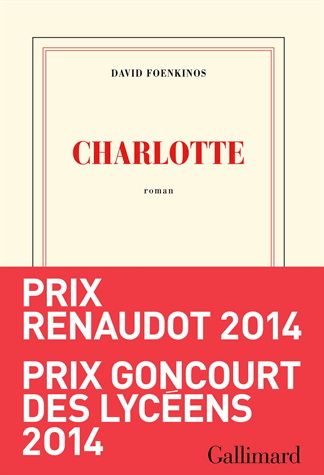 DAVID FOENKINOS
CHARLOTTE
roman
PRIX
RENAUDOT 2014
PRIX GONCOURT
DES LYCÉENS
2014
Gallimard